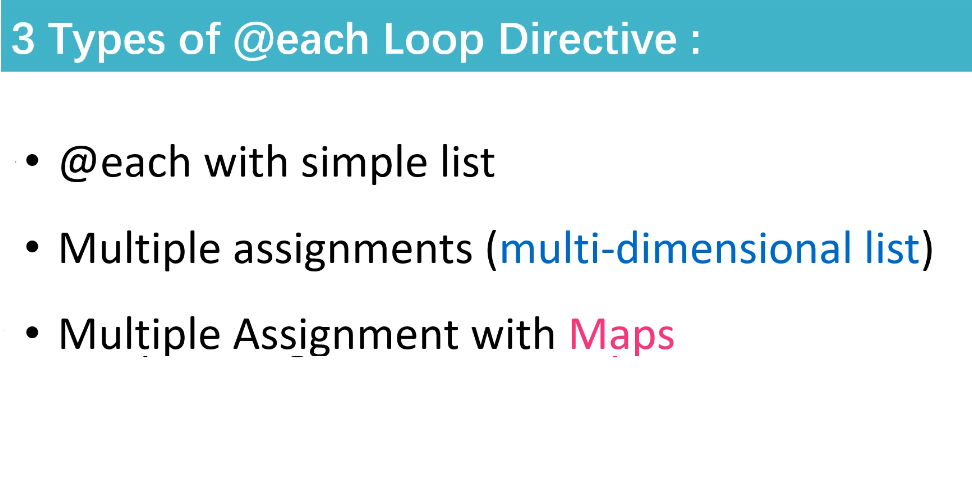 3 Types of @each Loop Directive :
• @each with simple list
• Multiple assignments (multi-dimensional list)
• Multiple Assignment with Maps